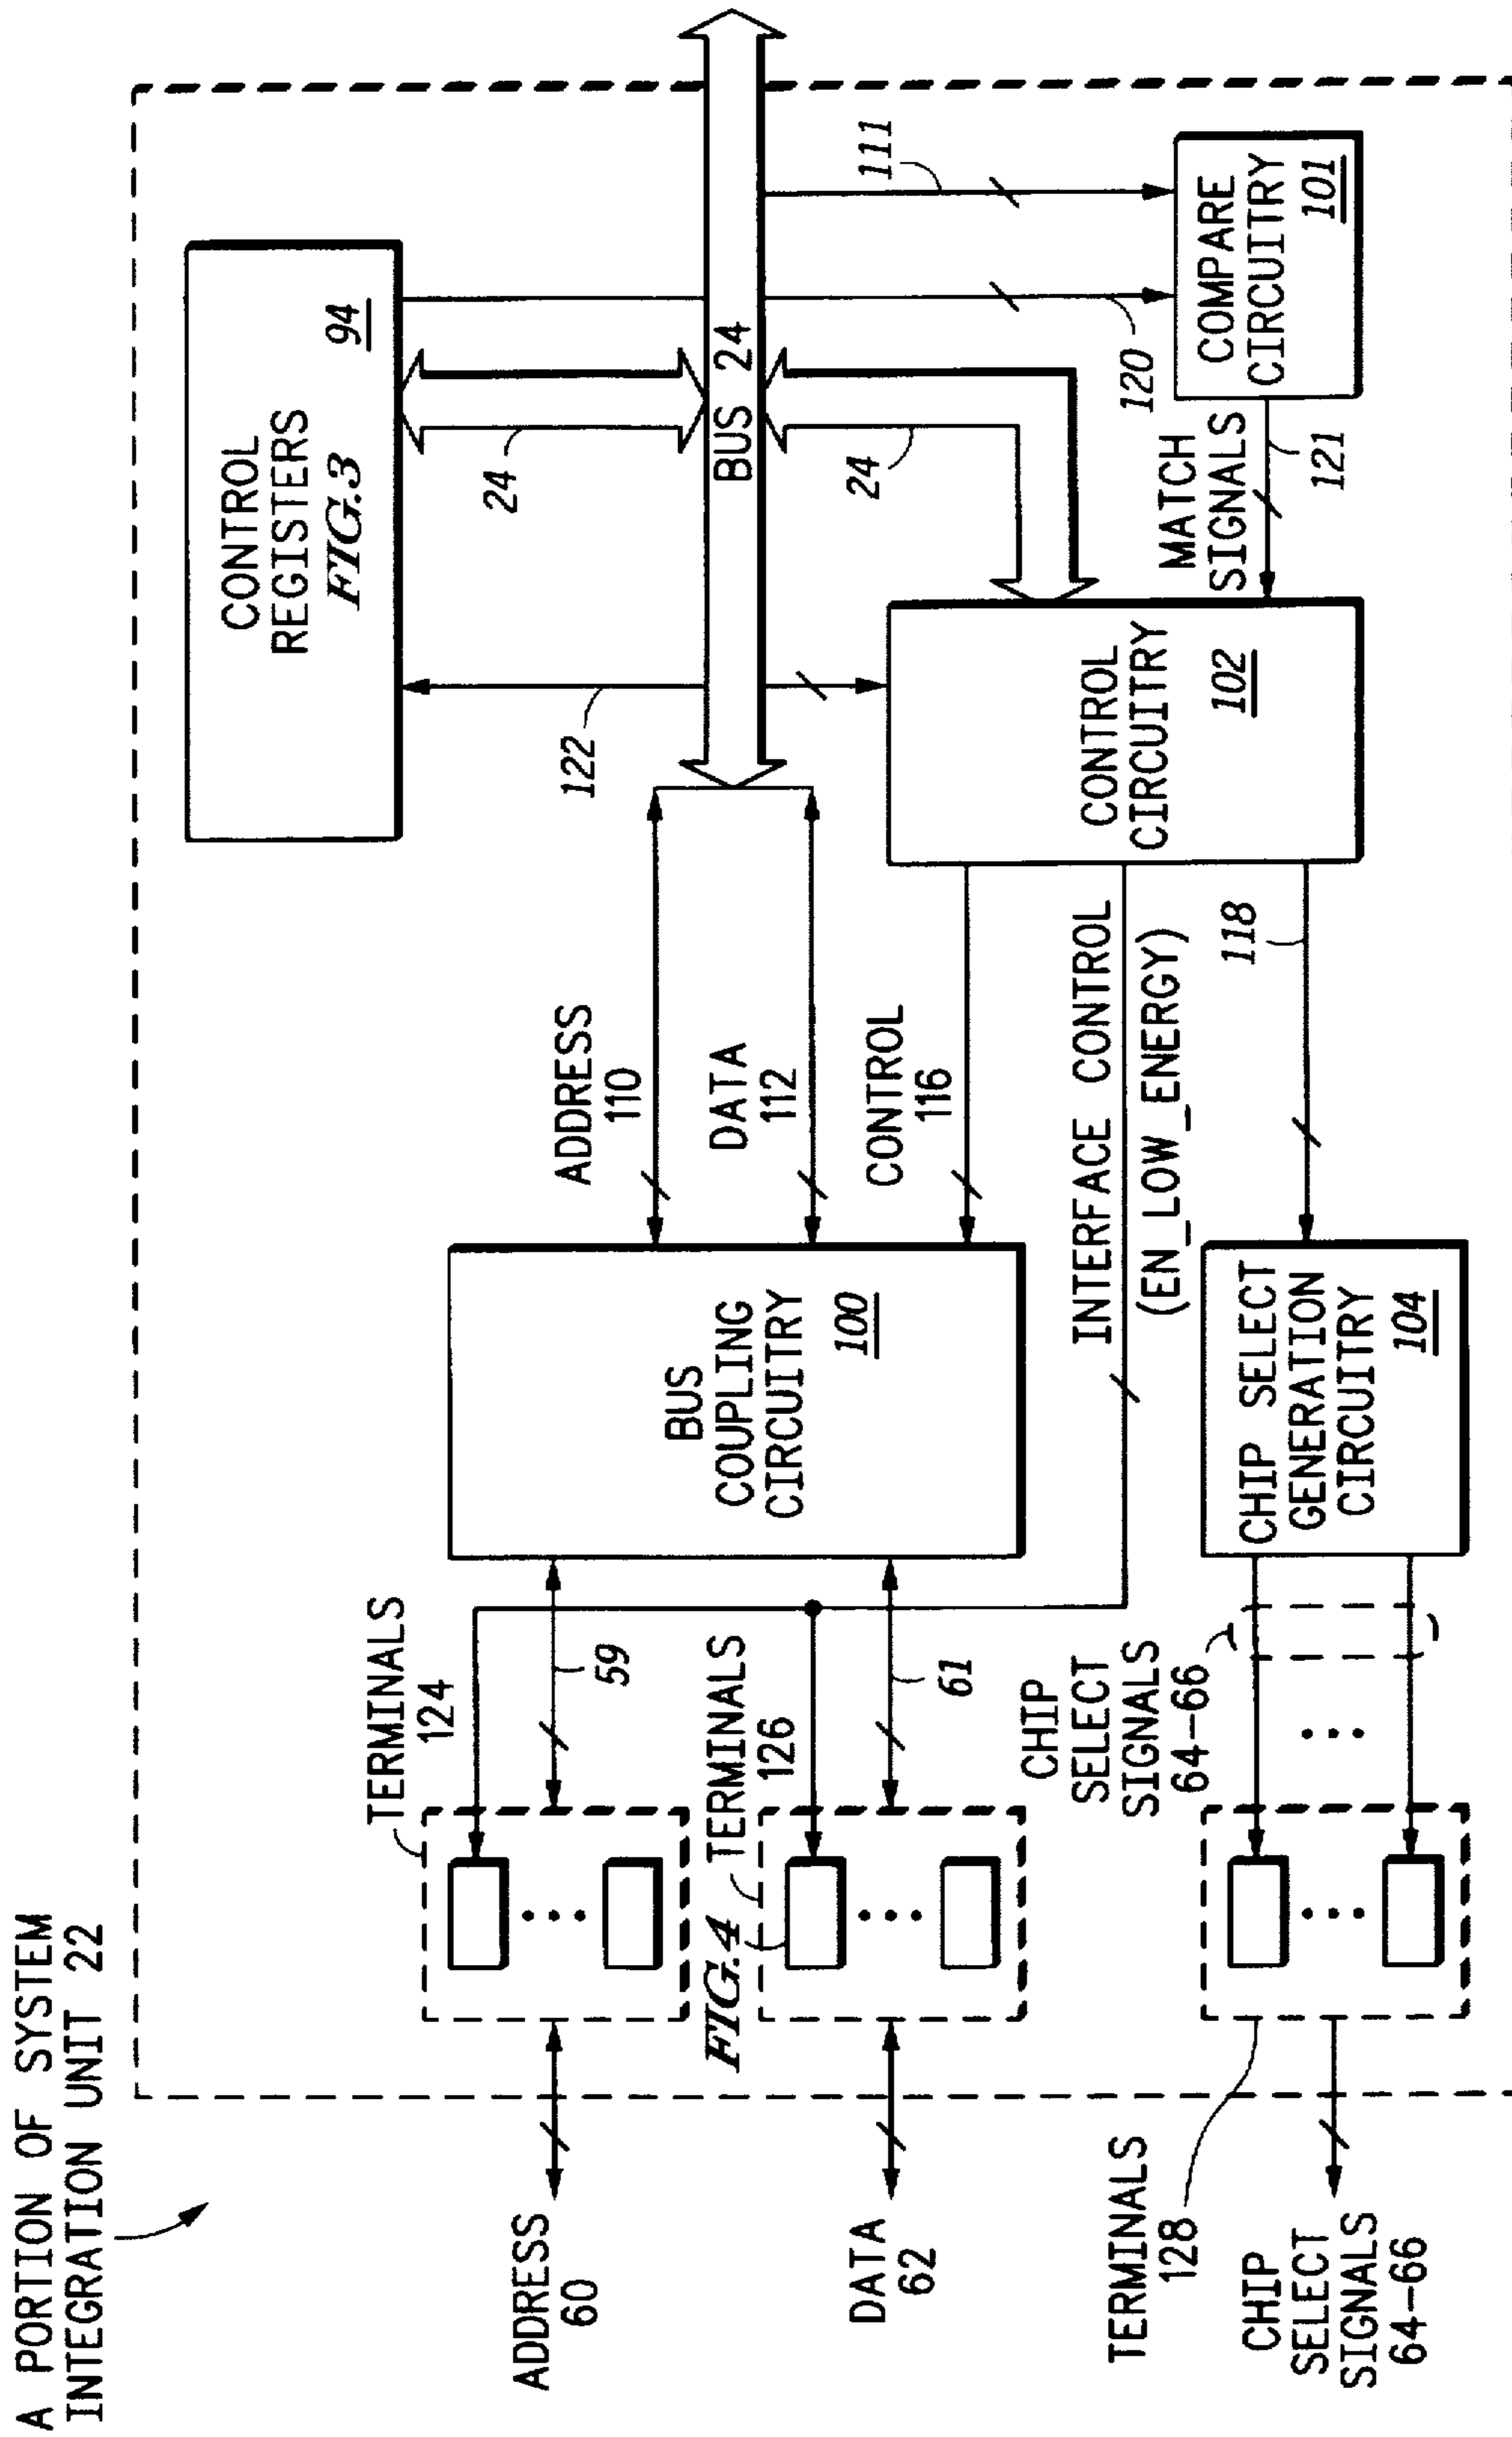 A PORTION OF SYSTEM
INTEGRATION UNIT 22
CONTROL
REGISTERS
FIG.3
94
24
122
BUS 24
24
111
120
COMPARE
CIRCUITRY
101
MATCH
SIGNALS
121
CONTROL
CIRCUITRY
102
ADDRESS
110
DATA
112
CONTROL
116
INTERFACE CONTROL
(EN_LOW_ENERGY)
118
BUS
COUPLING
CIRCUITRY
100
CHIP SELECT
GENERATION
CIRCUITRY
104
TERMINALS
124
59
FIG.4
TERMINALS
126
61
CHIP
SELECT
SIGNALS
64-66
ADDRESS
60
DATA
62
TERMINALS
128
CHIP
SELECT
SIGNALS
64-66